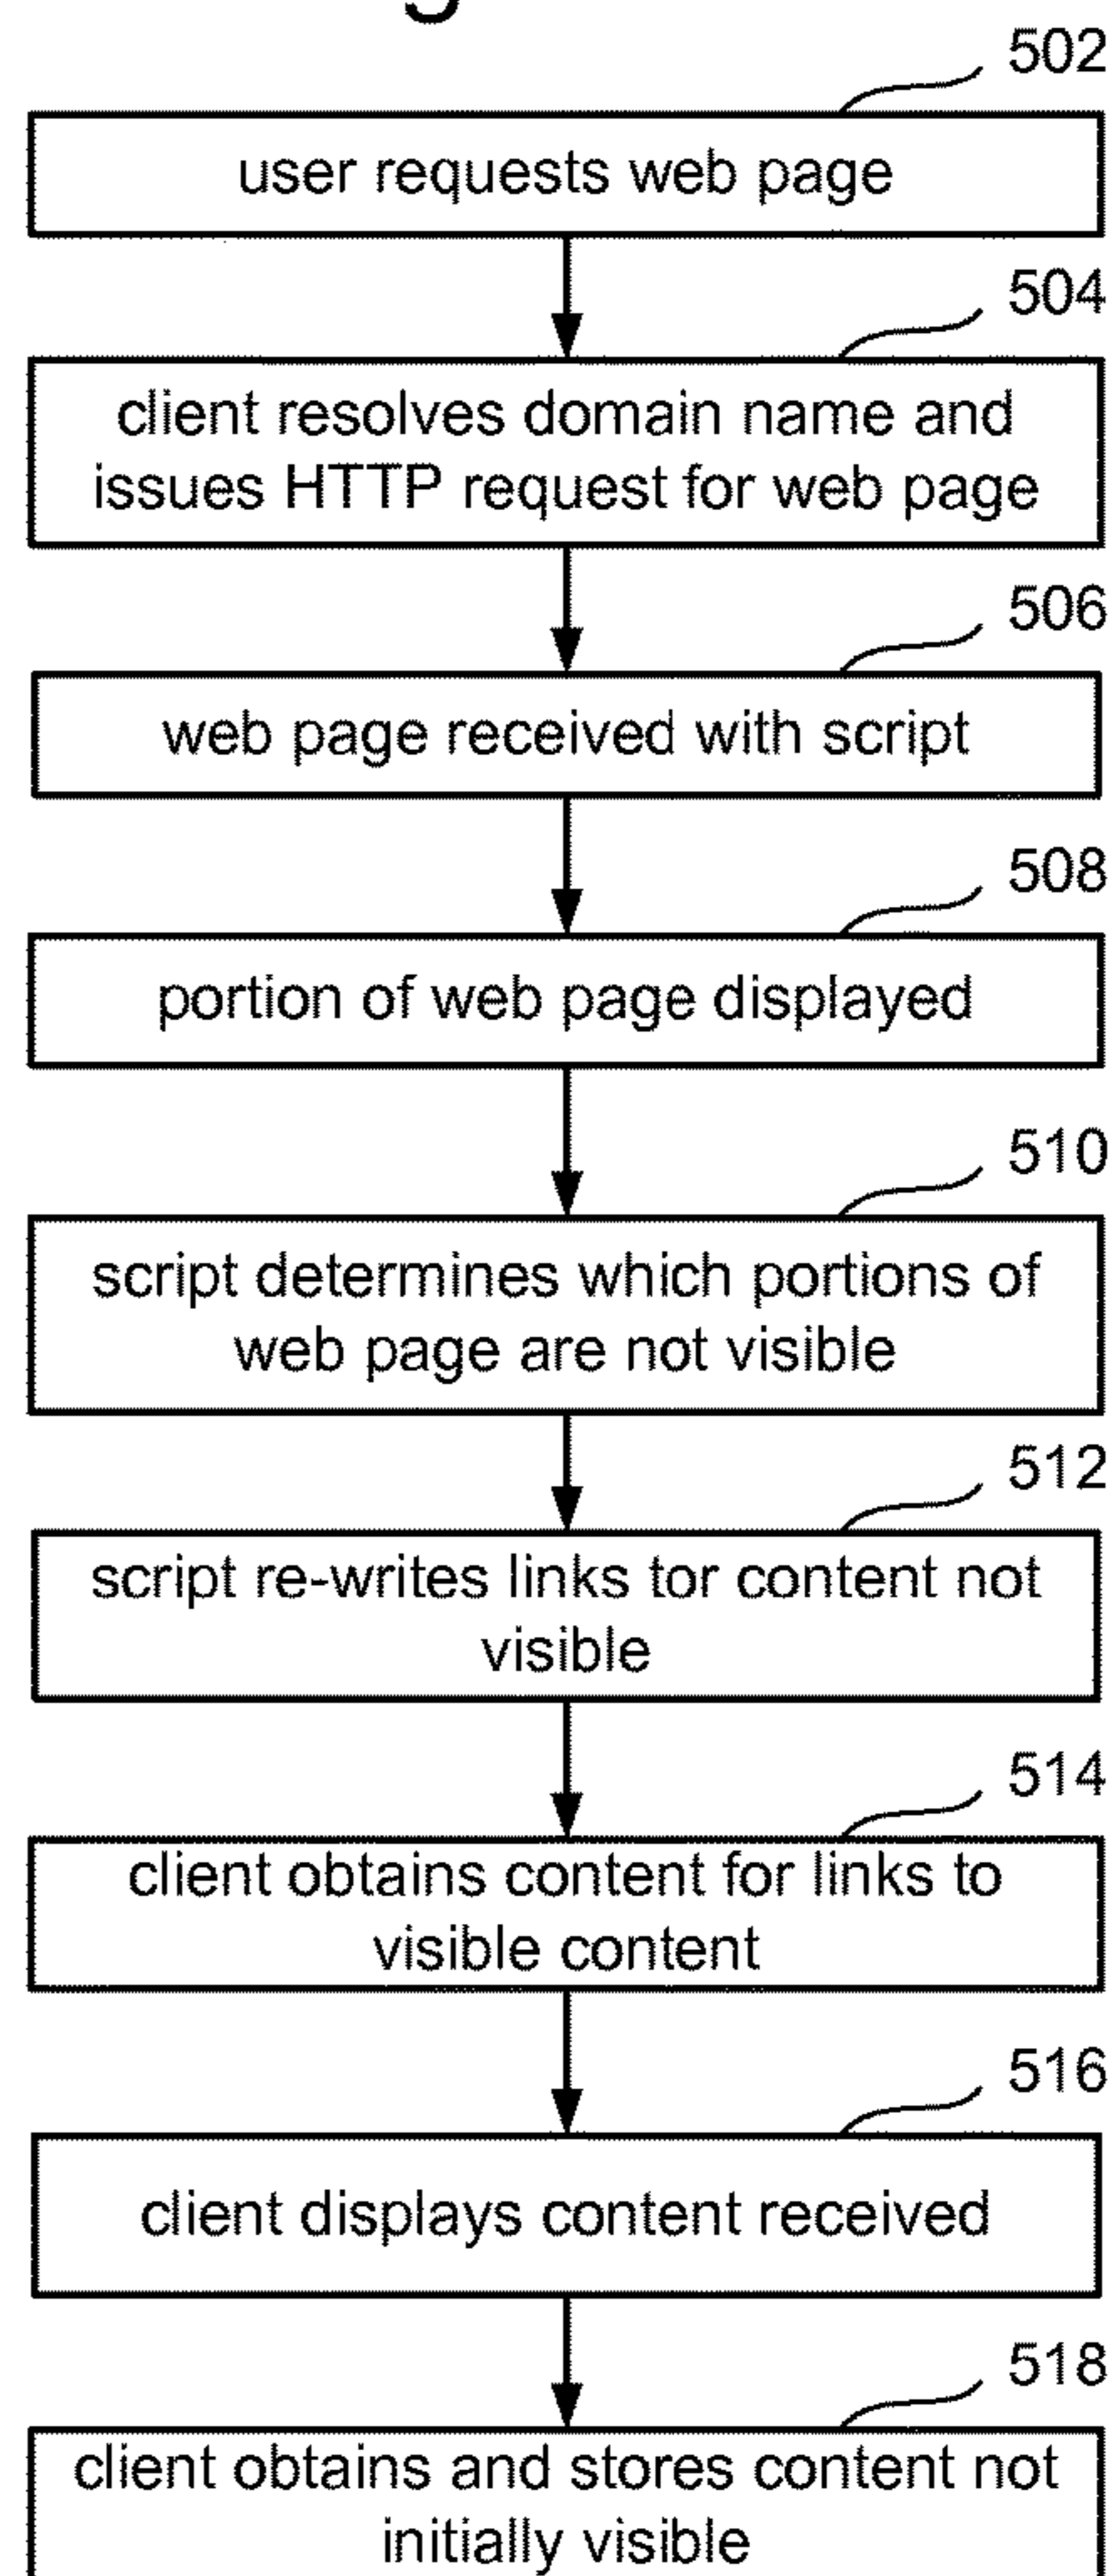 502
user requests web page
504
client resolves domain name and
issues HTTP request for web page
506
web page received with script
508
portion of web page displayed
510
script determines which portions of
web page are not visible
512
script re-writes links tor content not
visible
514
client obtains content for links to
visible content
516
client displays content received
518
client obtains and stores content not
initially visible